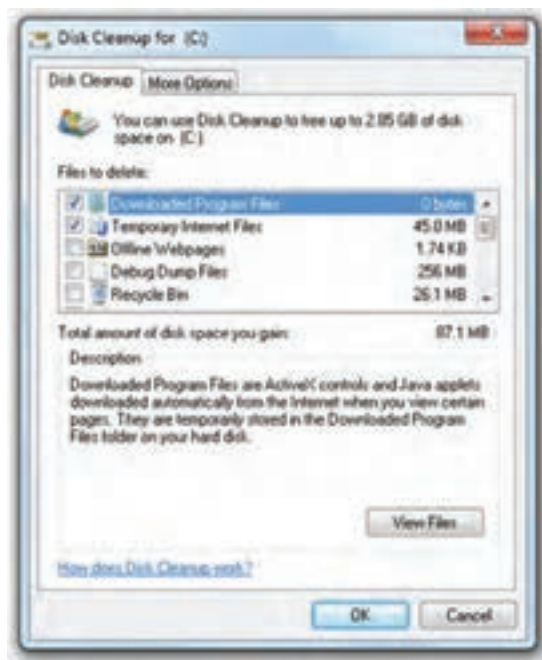 Disk Cleanup for (C:)
Disk Cleanup More Options
You can use Disk Cleanup to free up to 2.85 GB of disk
space on (C:)
Files to delete:
Downloaded Program Files 0 bytes
Temporary Internet Files 45.0 MB
Offline Webpages 1.74 KB
Debug Dump Files 256 MB
Recycle Bin 26.1 MB
Total amount of disk space you gain: 87.1 MB
Description
Downloaded Program Files are ActiveX controls and Java applets
downloaded automatically from the Internet when you view certain
pages. They are temporarily stored in the Downloaded Program
Files folder on your hard disk.
View Files
How does Disk Cleanup work?
OK Cancel